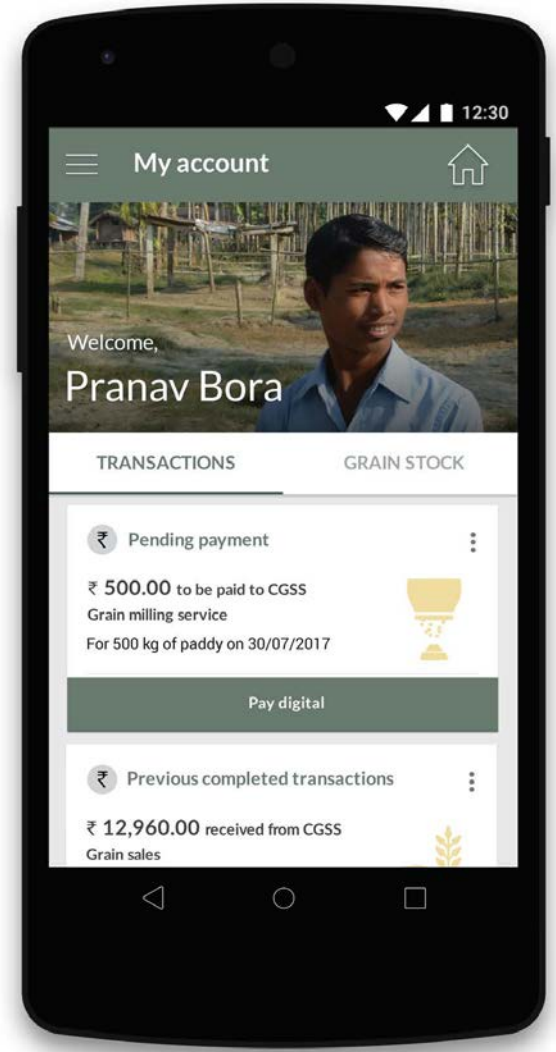 12:30
My account
Welcome,
Pranav Bora
TRANSACTIONS
GRAIN STOCK
₹ Pending payment
₹ 500.00 to be paid to CGSS
Grain milling service
For 500 kg of paddy on 30/07/2017
Pay digital
₹ Previous completed transactions
₹ 12,960.00 received from CGSS
Grain sales